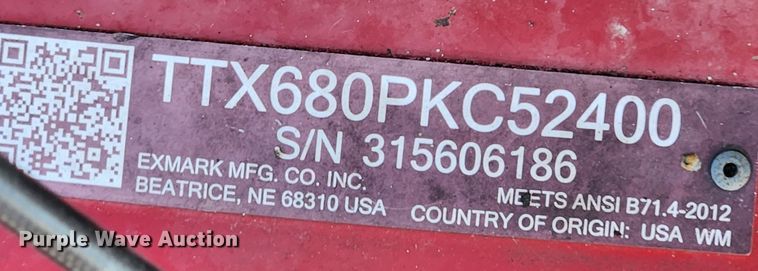 TTX680PKC52400
S/N 315606186
EXMARK MFG. CO. INC.
BEATRICE, NE 68310 USA
MEETS ANSI B71.4-2012
COUNTRY OF ORIGIN: USA WM
Purple Wave Auction